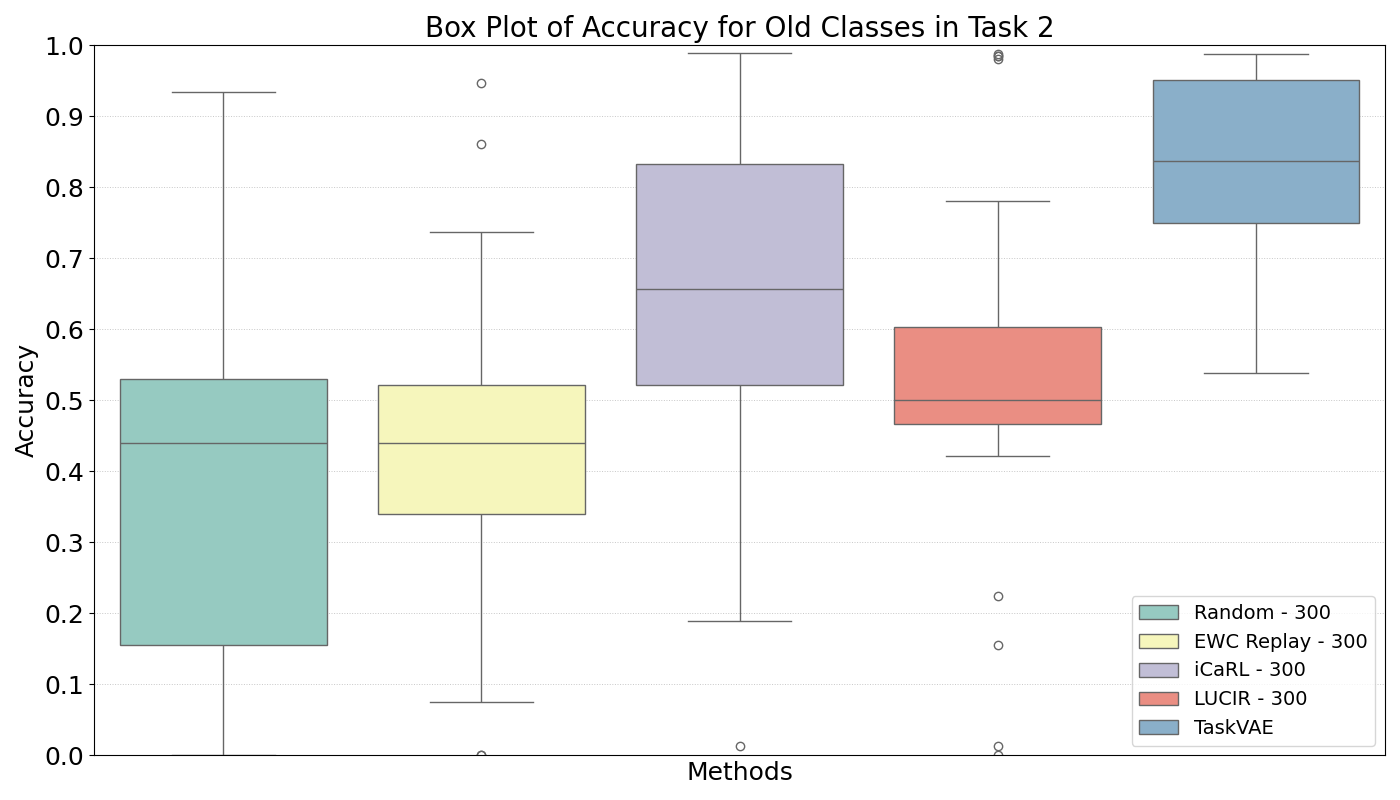 Box Plot of Accuracy for Old Classes in Task 2
1.0
0.9
0.8
0.7
0.6
0.5
0.4
0.3
0.2
0.1
0.0
Accuracy
Methods
Random - 300
EWC Replay - 300
iCaRL - 300
LUCIR - 300
TaskVAE